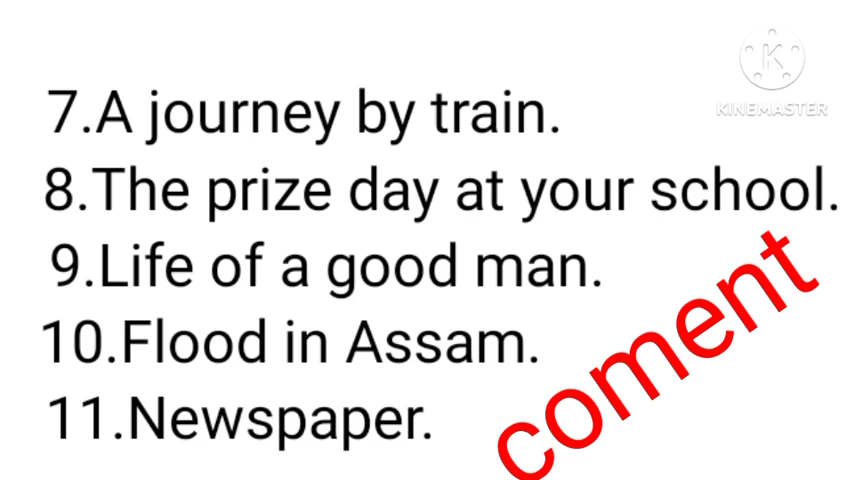 KINEMASTER
7.A journey by train.
8.The prize day at your school.
9.Life of a good man.
10.Flood in Assam.
11.Newspaper.
coment